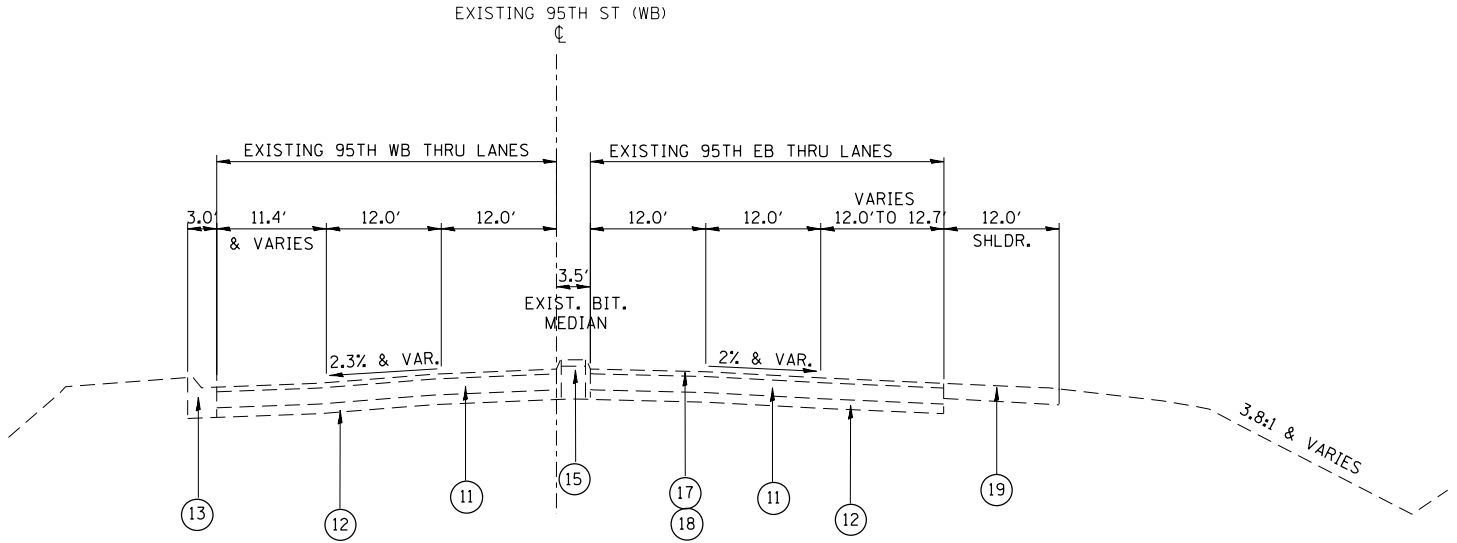 EXISTING 95TH ST (WB)
℄
EXISTING 95TH WB THRU LANES
EXISTING 95TH EB THRU LANES
VARIES
3.0' 11.4' 12.0' 12.0' 12.0' 12.0' 12.0'TO 12.7' 12.0'
& VARIES
SHLDR.
3.5'
EXIST. BIT.
MEDIAN
2.3% & VAR.
2% & VAR.
3.8:1 & VARIES
13
12
11
15
17
18
11
12
19